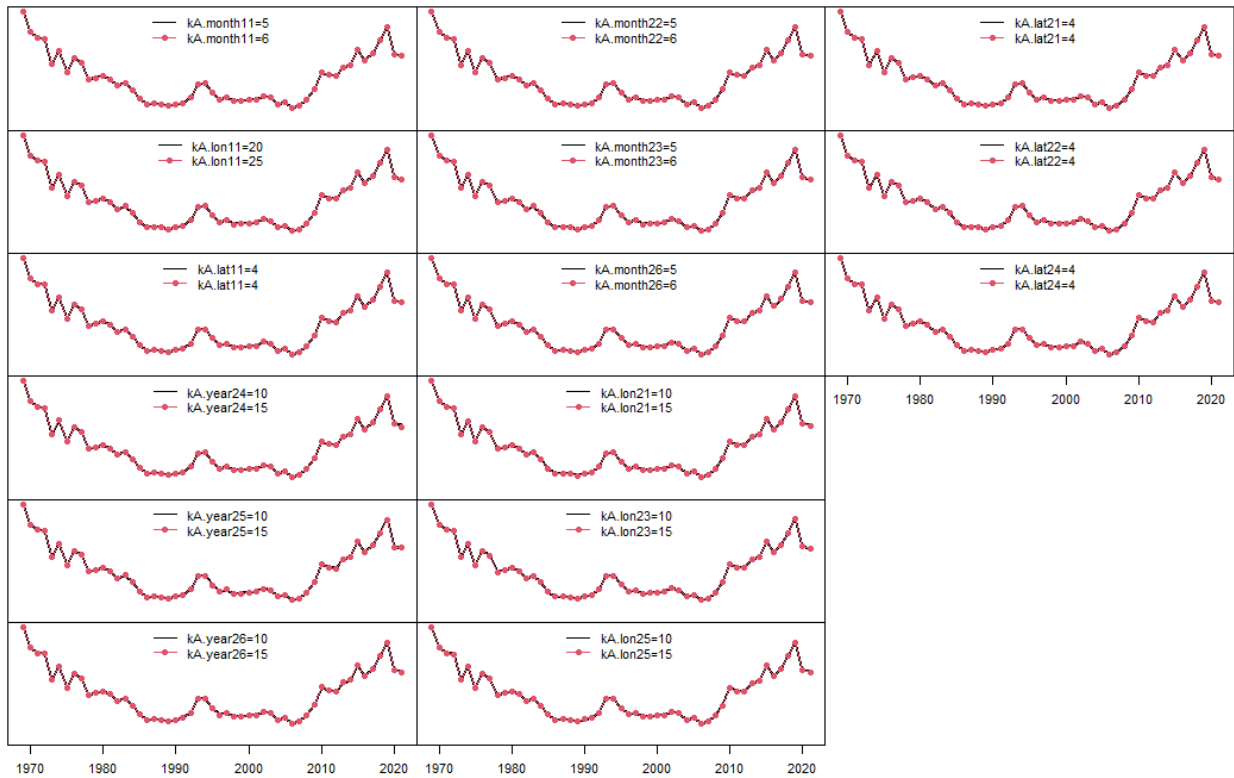 kA.month11=5
kA.month11=6
kA.month22=5
kA.month22=6
kA.lat21=4
kA.lat21=4
kA.lon11=20
kA.lon11=25
kA.month23=5
kA.month23=6
kA.lat22=4
kA.lat22=4
kA.lat11=4
kA.lat11=4
kA.month26=5
kA.month26=6
kA.lat24=4
kA.lat24=4
kA.year24=10
kA.year24=15
kA.lon21=10
kA.lon21=15
1970 1980 1990 2000 2010 2020
kA.year25=10
kA.year25=15
kA.lon23=10
kA.lon23=15
kA.year26=10
kA.year26=15
kA.lon25=10
kA.lon25=15
1970 1980 1990 2000 2010 2020 1970 1980 1990 2000 2010 2020